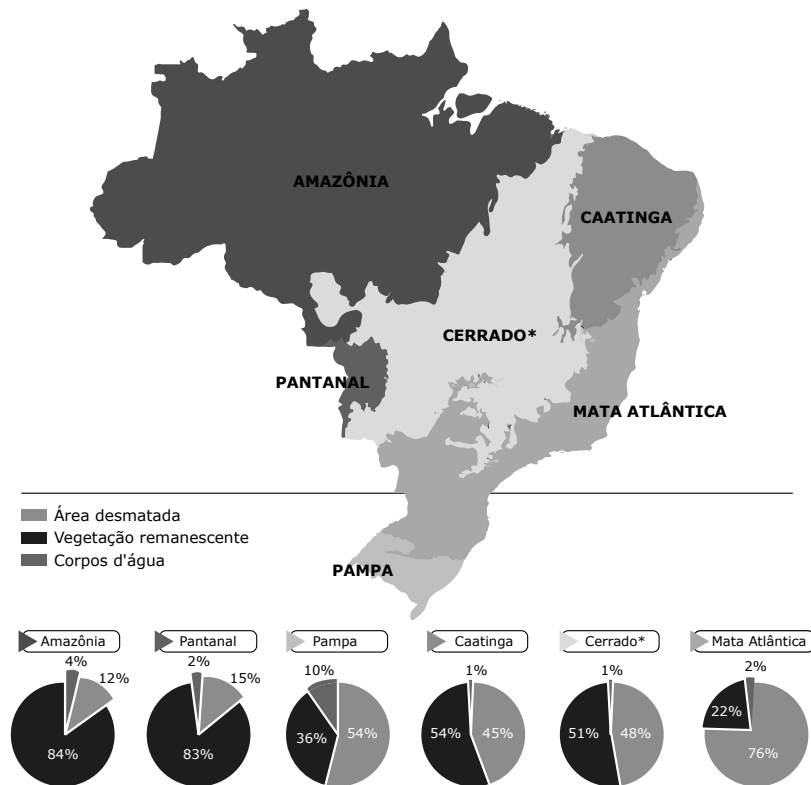 AMAZÔNIA
CAATINGA
CERRADO*
PANTANAL
MATA ATLÂNTICA
Área desmatada
Vegetação remanescente
Corpos d'água
PAMPA
Amazônia
Pantanal
Pampa
Caatinga
Cerrado*
Mata Atlântica
4%
12%
84%
2%
15%
83%
10%
36%
54%
1%
54%
45%
1%
51%
48%
2%
22%
76%